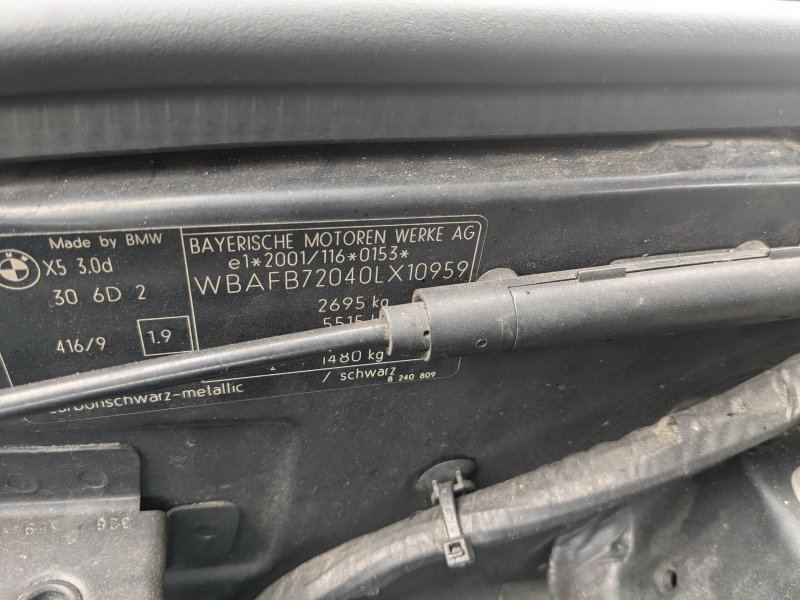 Made by BMW
X5 3.0d
30 6D 2
416/9
1.9
BAYERISCHE MOTOREN WERKE AG
e1*2001/116*0153*
WBAFB72040LX10959
2695 kg
1480 kg
/ schwarz
8 240 809
carbonschwarz-metallic
326